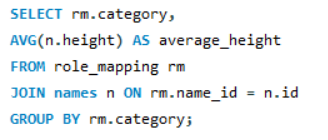 SELECT rm.category,
AVG(n.height) AS average_height
FROM role_mapping rm
JOIN names n ON rm.name_id = n.id
GROUP BY rm.category;